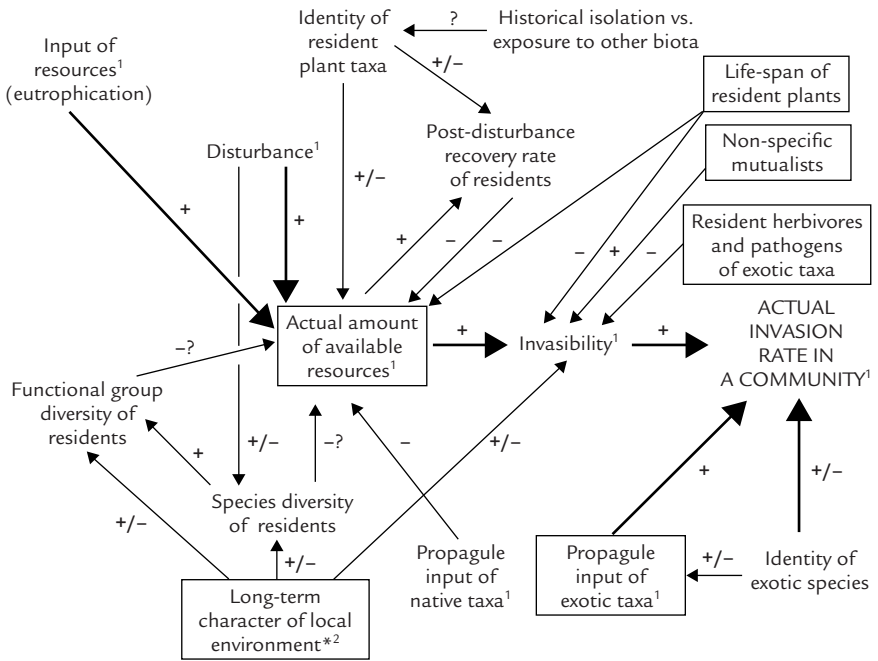 Identity of
resident
plant taxa
?
Historical isolation vs.
exposure to other biota
Input of
resources¹
(eutrophication)
+/–
Life-span of
resident plants
Disturbance¹
Post-disturbance
recovery rate
of residents
Non-specific
mutualists
+
+
+/–
+
–
–
Resident herbivores
and pathogens
of exotic taxa
–
+
–
Actual amount
of available
resources¹
+
Invasibility¹
+
ACTUAL
INVASION
RATE IN
A COMMUNITY¹
–?
Functional group
diversity of
residents
+
+/–
–?
–
+/–
+
+/–
Species diversity
of residents
+/–
+/–
Propagule
input of
native taxa¹
Propagule
input of
exotic taxa¹
+/–
Identity of
exotic species
Long-term
character of local
environment*²